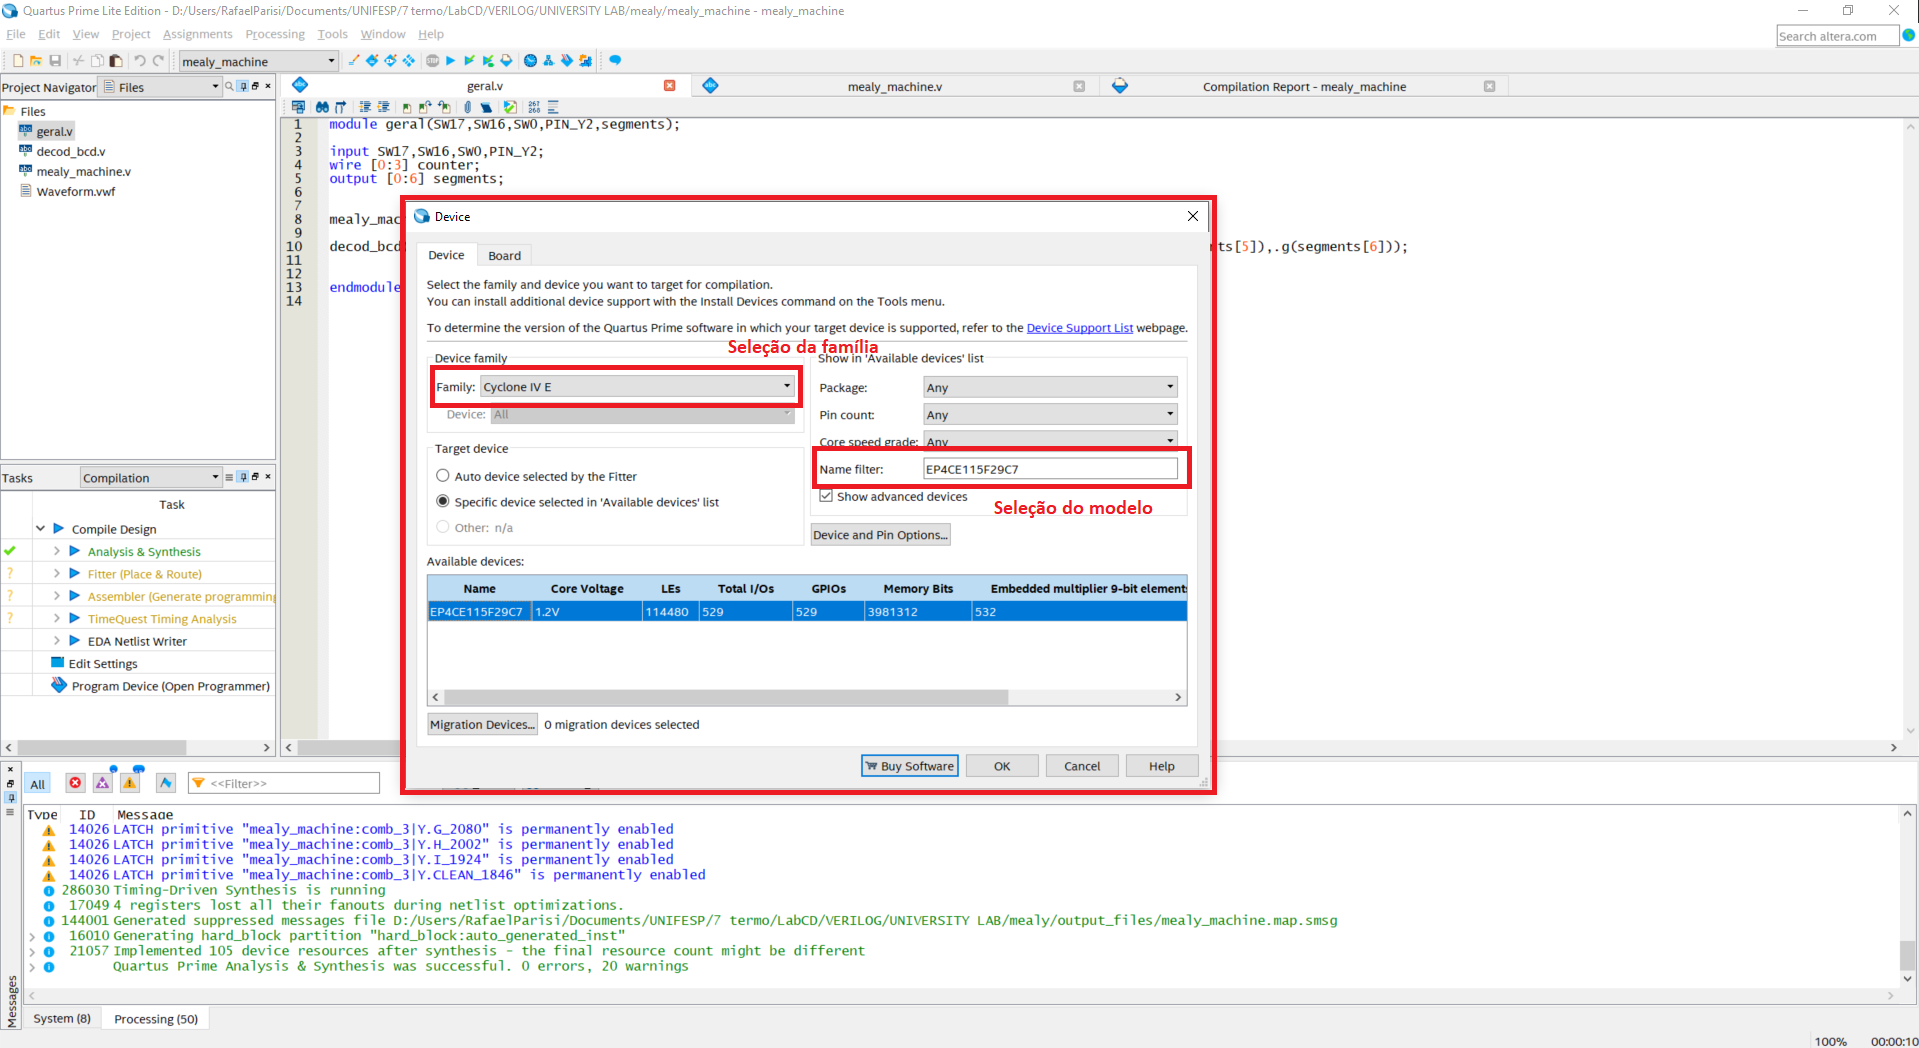 Quartus Prime Lite Edition - D:/Users/RafaelParisi/Documents/UNIFESP/7 termo/LabCD/VERILOG/UNIVERSITY LAB/mealy/mealy_machine - mealy_machine
File Edit View Project Assignments Processing Tools Window Help
Search altera.com
mealy_machine
Project Navigator Files
geral.v mealy_machine.v Compilation Report - mealy_machine
Files
geral.v
decod_bcd.v
mealy_machine.v
Waveform.vwf
267
268
1 module geral(SW17,SW16,SW0,PIN_Y2,segments);
2
3 input SW17,SW16,SW0,PIN_Y2;
4 wire [0:3] counter;
5 output [0:6] segments;
6
7
8 mealy_mac
9
10 decod_bcd ts[5]),.g(segments[6]));
11
12
13 endmodule
14
Device
Device Board
Select the family and device you want to target for compilation.
You can install additional device support with the Install Devices command on the Tools menu.
To determine the version of the Quartus Prime software in which your target device is supported, refer to the Device Support List webpage.
Seleção da família
Device family
Family: Cyclone IV E
Device: All
Show in 'Available devices' list
Package: Any
Pin count: Any
Core speed grade: Any
Name filter: EP4CE115F29C7
Show advanced devices
Seleção do modelo
Target device
Auto device selected by the Fitter
Specific device selected in 'Available devices' list
Other: n/a
Device and Pin Options...
Available devices:
Name Core Voltage LEs Total I/Os GPIOs Memory Bits Embedded multiplier 9-bit elements
EP4CE115F29C7 1.2V 114480 529 529 3981312 532
Migration Devices... 0 migration devices selected
Buy Software OK Cancel Help
Tasks Compilation
Task
Compile Design
Analysis & Synthesis
? Fitter (Place & Route)
? Assembler (Generate programming
? TimeQuest Timing Analysis
EDA Netlist Writer
Edit Settings
Program Device (Open Programmer)
All <<Filter>>
Type ID Message
14026 LATCH primitive "mealy_machine:comb_3|Y.G_2080" is permanently enabled
14026 LATCH primitive "mealy_machine:comb_3|Y.H_2002" is permanently enabled
14026 LATCH primitive "mealy_machine:comb_3|Y.I_1924" is permanently enabled
14026 LATCH primitive "mealy_machine:comb_3|Y.CLEAN_1846" is permanently enabled
286030 Timing-Driven Synthesis is running
17049 4 registers lost all their fanouts during netlist optimizations.
144001 Generated suppressed messages file D:/Users/RafaelParisi/Documents/UNIFESP/7 termo/LabCD/VERILOG/UNIVERSITY LAB/mealy/output_files/mealy_machine.map.smsg
16010 Generating hard_block partition "hard_block:auto_generated_inst"
21057 Implemented 105 device resources after synthesis - the final resource count might be different
Quartus Prime Analysis & Synthesis was successful. 0 errors, 20 warnings
Messages
System (8) Processing (50)
100% 00:00:10